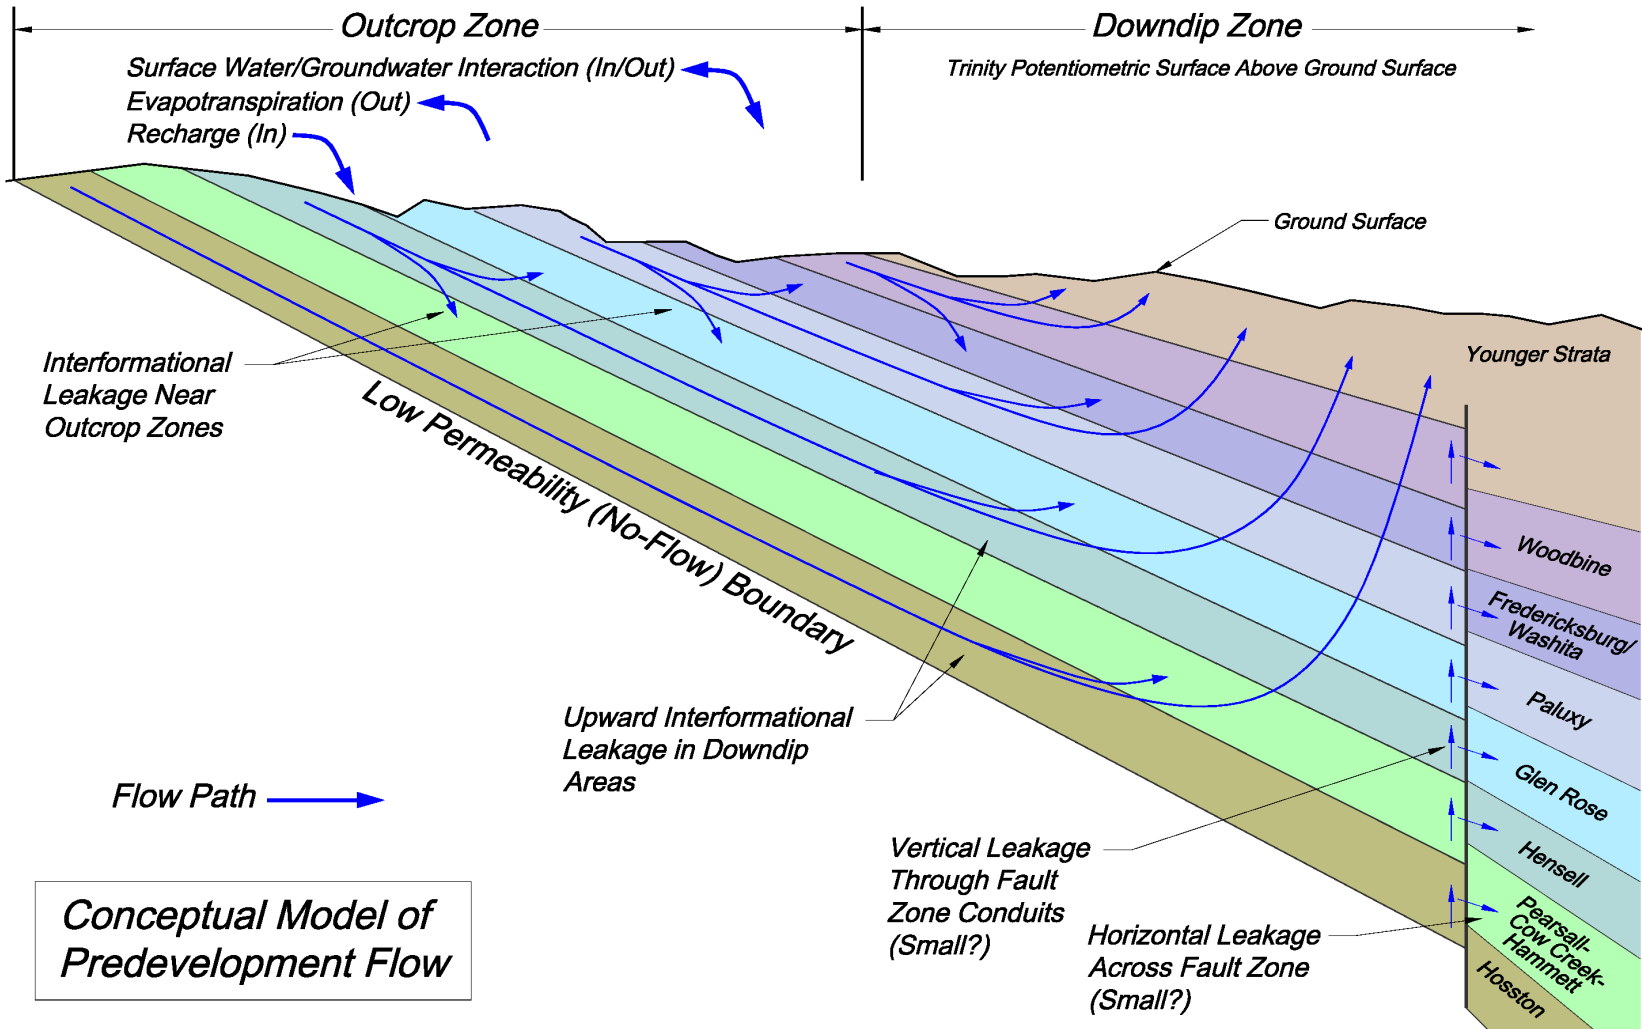 Outcrop Zone
Downdip Zone
Surface Water/Groundwater Interaction (In/Out)
Trinity Potentiometric Surface Above Ground Surface
Evapotranspiration (Out)
Recharge (In)
Ground Surface
Younger Strata
Interformational
Leakage Near
Outcrop Zones
Low Permeability (No-Flow) Boundary
Woodbine
Fredericksburg/
Washita
Paluxy
Glen Rose
Hensell
Pearsall-
Cow Creek-
Hammett
Hosston
Upward Interformational
Leakage in Downdip
Areas
Flow Path
Vertical Leakage
Through Fault
Zone Conduits
(Small?)
Horizontal Leakage
Across Fault Zone
(Small?)
Conceptual Model of
Predevelopment Flow